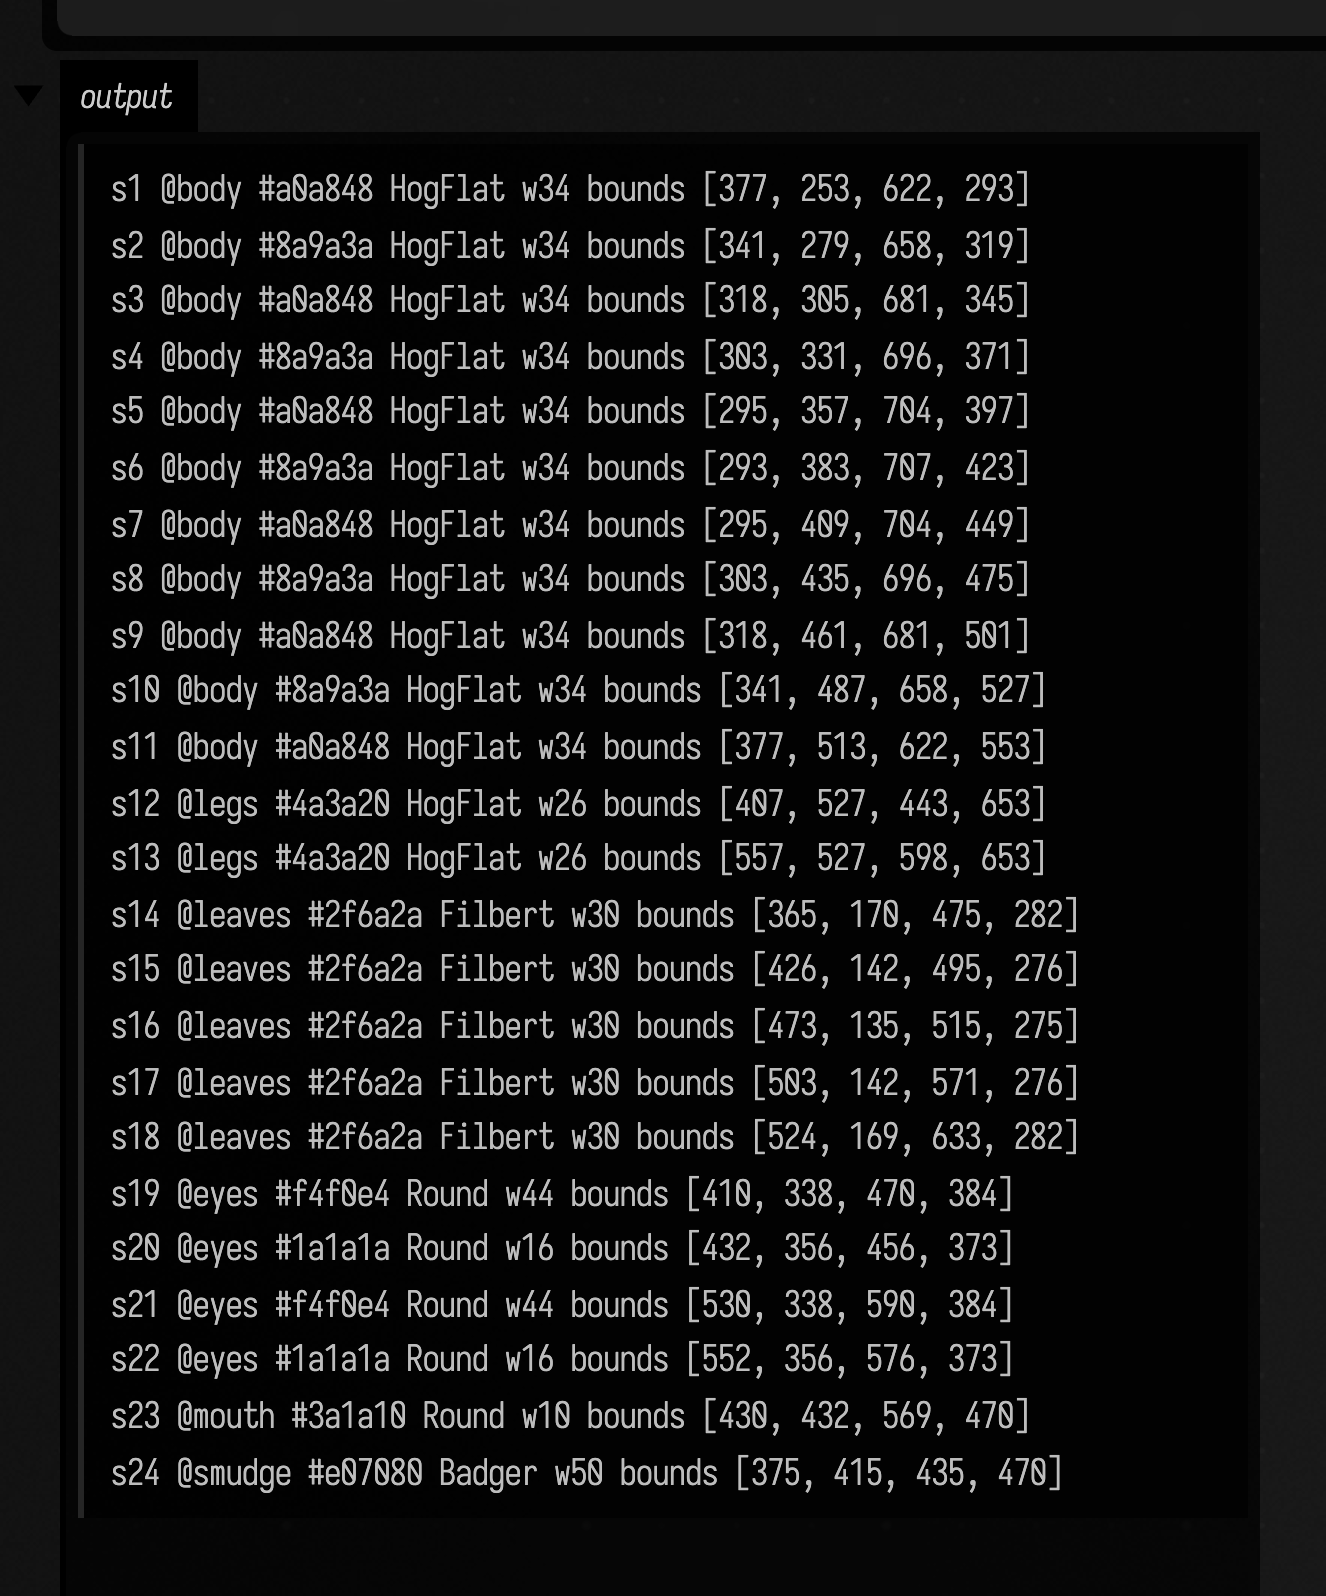 output
s1 @body #a0a848 HogFlat w34 bounds [377, 253, 622, 293]
s2 @body #8a9a3a HogFlat w34 bounds [341, 279, 658, 319]
s3 @body #a0a848 HogFlat w34 bounds [318, 305, 681, 345]
s4 @body #8a9a3a HogFlat w34 bounds [303, 331, 696, 371]
s5 @body #a0a848 HogFlat w34 bounds [295, 357, 704, 397]
s6 @body #8a9a3a HogFlat w34 bounds [293, 383, 707, 423]
s7 @body #a0a848 HogFlat w34 bounds [295, 409, 704, 449]
s8 @body #8a9a3a HogFlat w34 bounds [303, 435, 696, 475]
s9 @body #a0a848 HogFlat w34 bounds [318, 461, 681, 501]
s10 @body #8a9a3a HogFlat w34 bounds [341, 487, 658, 527]
s11 @body #a0a848 HogFlat w34 bounds [377, 513, 622, 553]
s12 @legs #4a3a20 HogFlat w26 bounds [407, 527, 443, 653]
s13 @legs #4a3a20 HogFlat w26 bounds [557, 527, 598, 653]
s14 @leaves #2f6a2a Filbert w30 bounds [365, 170, 475, 282]
s15 @leaves #2f6a2a Filbert w30 bounds [426, 142, 495, 276]
s16 @leaves #2f6a2a Filbert w30 bounds [473, 135, 515, 275]
s17 @leaves #2f6a2a Filbert w30 bounds [503, 142, 571, 276]
s18 @leaves #2f6a2a Filbert w30 bounds [524, 169, 633, 282]
s19 @eyes #f4f0e4 Round w44 bounds [410, 338, 470, 384]
s20 @eyes #1a1a1a Round w16 bounds [432, 356, 456, 373]
s21 @eyes #f4f0e4 Round w44 bounds [530, 338, 590, 384]
s22 @eyes #1a1a1a Round w16 bounds [552, 356, 576, 373]
s23 @mouth #3a1a10 Round w10 bounds [430, 432, 569, 470]
s24 @smudge #e07080 Badger w50 bounds [375, 415, 435, 470]